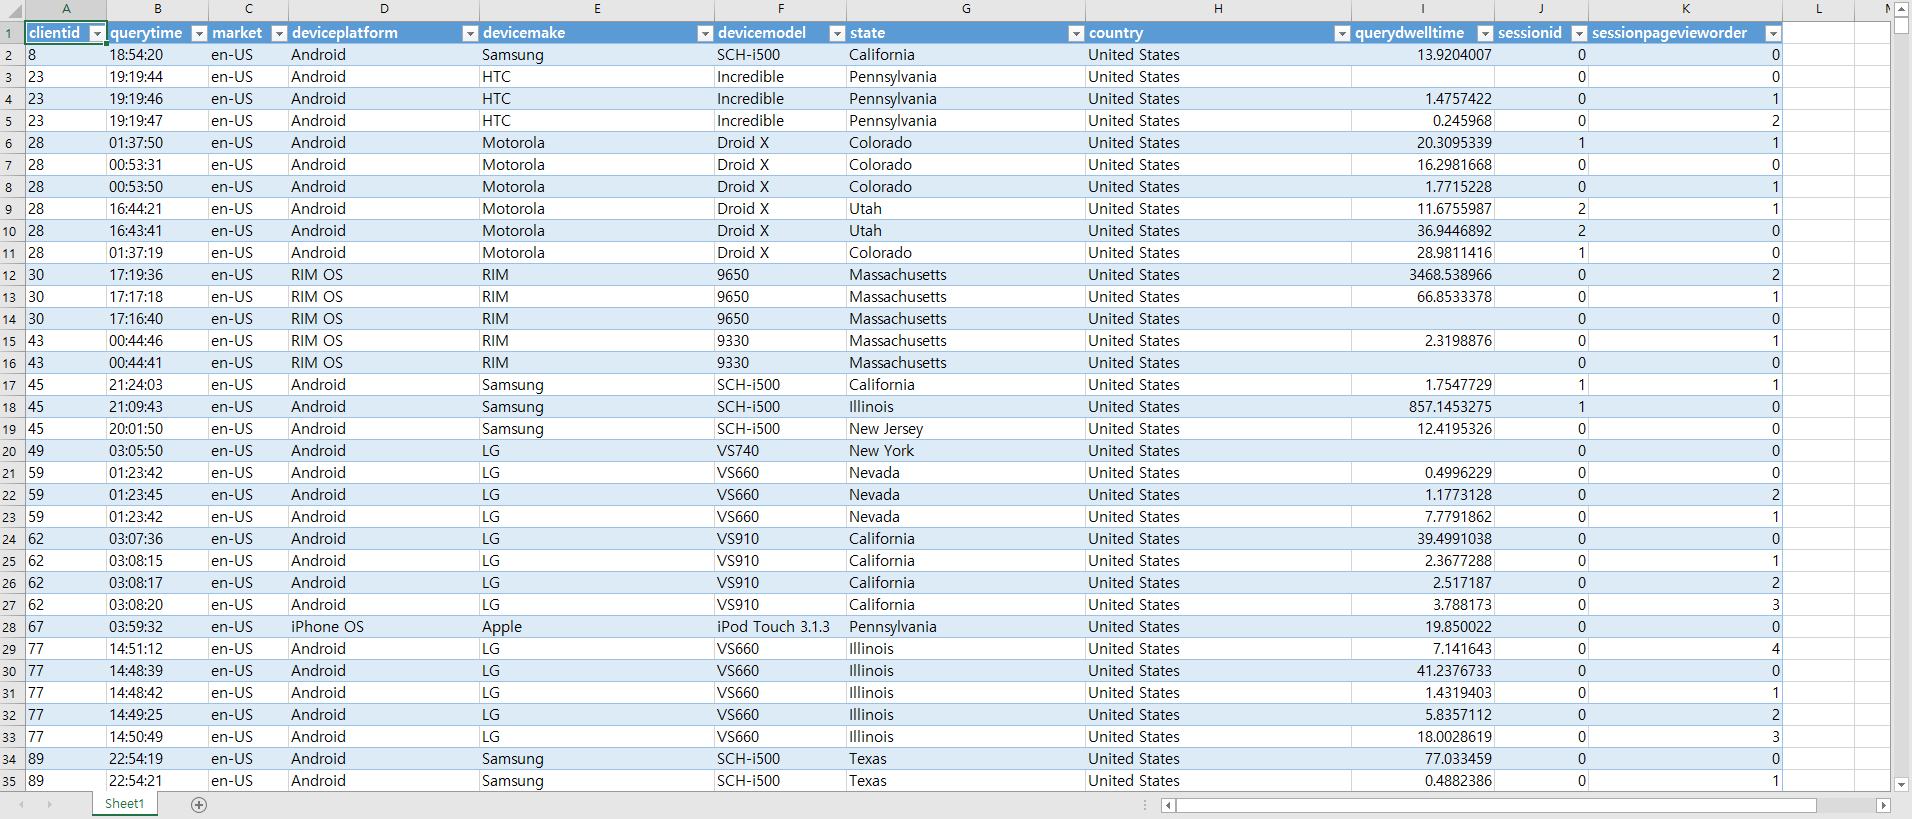 A B C D E F G H I J K L M
1 clientid querytime market deviceplatform devicemake devicemodel state country querydwelltime sessionid sessionpagevieworder
2 8 18:54:20 en-US Android Samsung SCH-i500 California United States 13.9204007 0 0
3 23 19:19:44 en-US Android HTC Incredible Pennsylvania United States 0 0
4 23 19:19:46 en-US Android HTC Incredible Pennsylvania United States 1.4757422 0 1
5 23 19:19:47 en-US Android HTC Incredible Pennsylvania United States 0.245968 0 2
6 28 01:37:50 en-US Android Motorola Droid X Colorado United States 20.3095339 1 1
7 28 00:53:31 en-US Android Motorola Droid X Colorado United States 16.2981668 0 0
8 28 00:53:50 en-US Android Motorola Droid X Colorado United States 1.7715228 0 1
9 28 16:44:21 en-US Android Motorola Droid X Utah United States 11.6755987 2 1
10 28 16:43:41 en-US Android Motorola Droid X Utah United States 36.9446892 2 0
11 28 01:37:19 en-US Android Motorola Droid X Colorado United States 28.9811416 1 0
12 30 17:19:36 en-US RIM OS RIM 9650 Massachusetts United States 3468.538966 0 2
13 30 17:17:18 en-US RIM OS RIM 9650 Massachusetts United States 66.8533378 0 1
14 30 17:16:40 en-US RIM OS RIM 9650 Massachusetts United States 0 0
15 43 00:44:46 en-US RIM OS RIM 9330 Massachusetts United States 2.3198876 0 1
16 43 00:44:41 en-US RIM OS RIM 9330 Massachusetts United States 0 0
17 45 21:24:03 en-US Android Samsung SCH-i500 California United States 1.7547729 1 1
18 45 21:09:43 en-US Android Samsung SCH-i500 Illinois United States 857.1453275 1 0
19 45 20:01:50 en-US Android Samsung SCH-i500 New Jersey United States 12.4195326 0 0
20 49 03:05:50 en-US Android LG VS740 New York United States 0 0
21 59 01:23:42 en-US Android LG VS660 Nevada United States 0.4996229 0 0
22 59 01:23:45 en-US Android LG VS660 Nevada United States 1.1773128 0 2
23 59 01:23:42 en-US Android LG VS660 Nevada United States 7.7791862 0 1
24 62 03:07:36 en-US Android LG VS910 California United States 39.4991038 0 0
25 62 03:08:15 en-US Android LG VS910 California United States 2.3677288 0 1
26 62 03:08:17 en-US Android LG VS910 California United States 2.517187 0 2
27 62 03:08:20 en-US Android LG VS910 California United States 3.788173 0 3
28 67 03:59:32 en-US iPhone OS Apple iPod Touch 3.1.3 Pennsylvania United States 19.850022 0 0
29 77 14:51:12 en-US Android LG VS660 Illinois United States 7.141643 0 4
30 77 14:48:39 en-US Android LG VS660 Illinois United States 41.2376733 0 0
31 77 14:48:42 en-US Android LG VS660 Illinois United States 1.4319403 0 1
32 77 14:49:25 en-US Android LG VS660 Illinois United States 5.8357112 0 2
33 77 14:50:49 en-US Android LG VS660 Illinois United States 18.0028619 0 3
34 89 22:54:19 en-US Android Samsung SCH-i500 Texas United States 77.033459 0 0
35 89 22:54:21 en-US Android Samsung SCH-i500 Texas United States 0.4882386 0 1
Sheet1